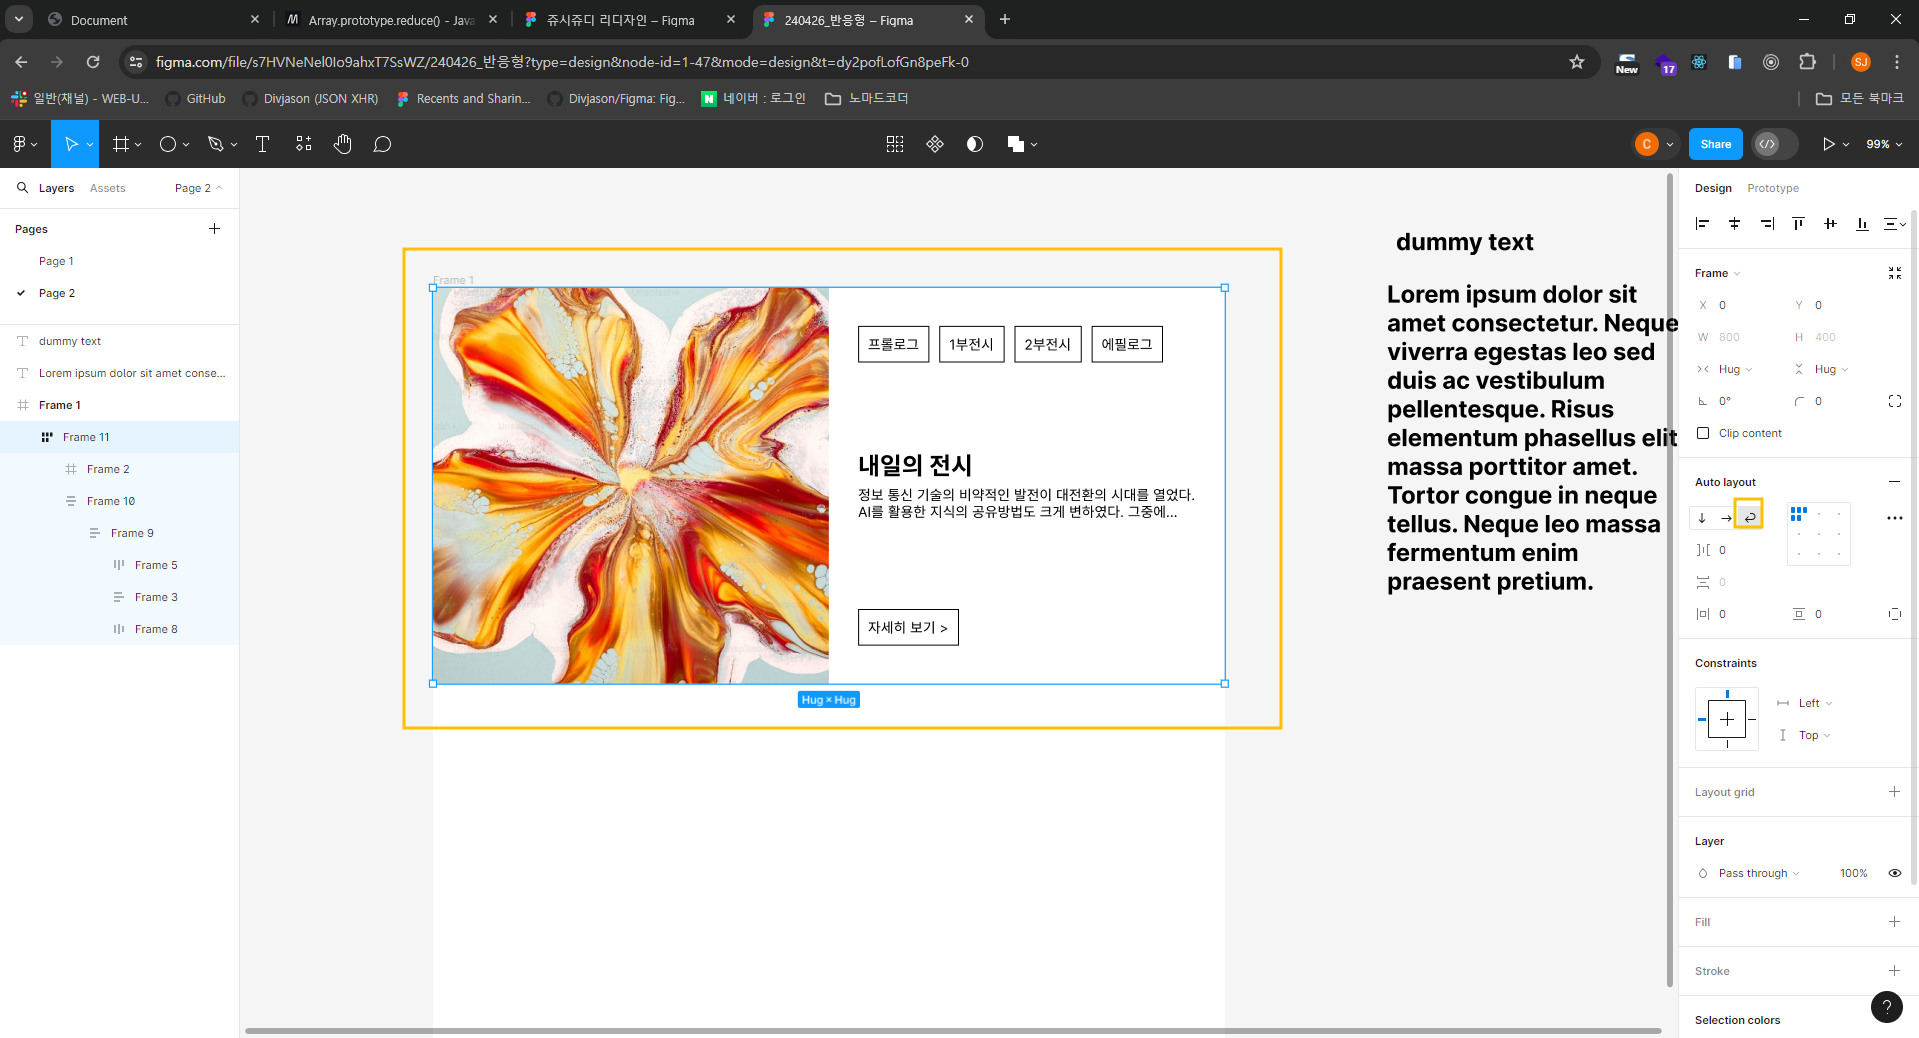 Document
Array.prototype.reduce() - Java
쥬시쥬디 리디자인 – Figma
240426_반응형 – Figma
figma.com/file/s7HVNeNel0Io9ahxT7SsWZ/240426_반응형?type=design&node-id=1-47&mode=design&t=dy2pofLofGn8peFk-0
New
17
SJ
일반(채널) - WEB-U...
GitHub
Divjason (JSON XHR)
Recents and Sharin...
Divjason/Figma: Fig...
네이버 : 로그인
노마드코더
모든 북마크
C
Share
99%
Layers
Assets
Page 2
Pages
Page 1
Page 2
dummy text
Lorem ipsum dolor sit amet conse...
Frame 1
Frame 11
Frame 2
Frame 10
Frame 9
Frame 5
Frame 3
Frame 8
Frame 1
프롤로그
1부전시
2부전시
에필로그
내일의 전시
정보 통신 기술의 비약적인 발전이 대전환의 시대를 열었다.
AI를 활용한 지식의 공유방법도 크게 변하였다. 그중에...
자세히 보기 >
Hug × Hug
dummy text
Lorem ipsum dolor sit
amet consectetur. Neque
viverra egestas leo sed
duis ac vestibulum
pellentesque. Risus
elementum phasellus elit
massa porttitor amet.
Tortor congue in neque
tellus. Neque leo massa
fermentum enim
praesent pretium.
Design
Prototype
Frame
X 0
Y 0
W 800
H 400
Hug
Hug
0°
0
Clip content
Auto layout
0
0
0
0
Constraints
Left
Top
Layout grid
Layer
Pass through
100%
Fill
Stroke
Selection colors
?